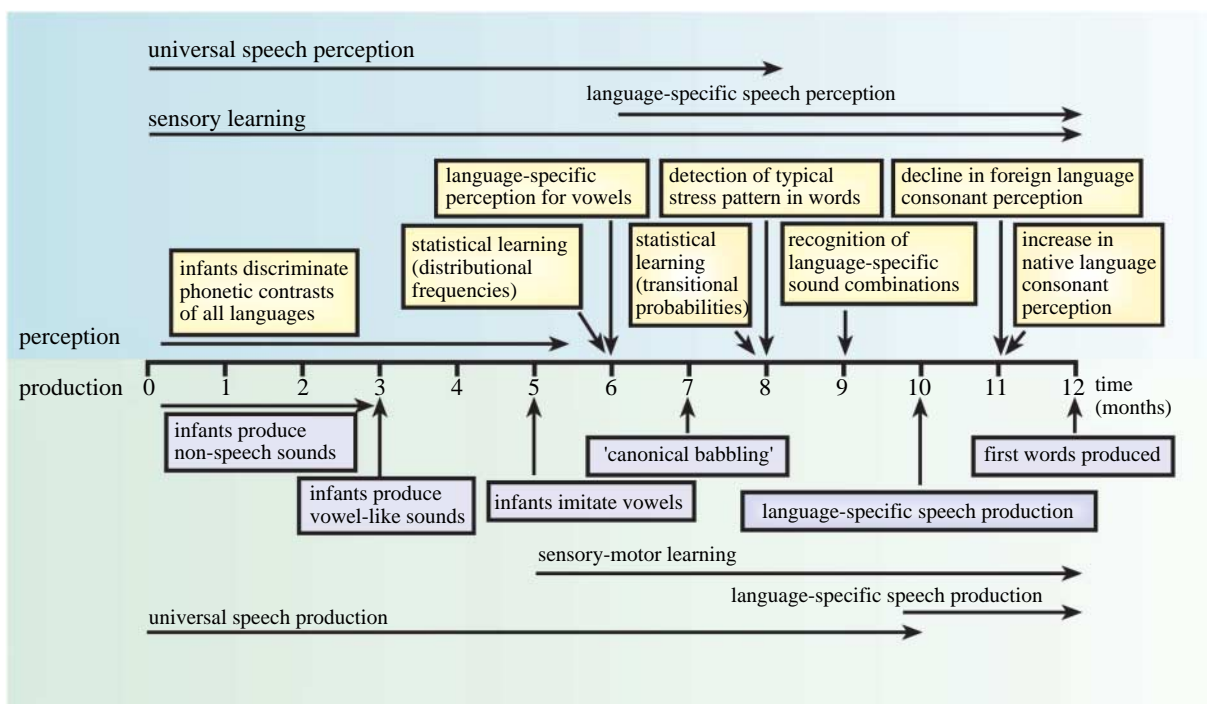 universal speech perception
language-specific speech perception
sensory learning
language-specific
perception for vowels
detection of typical
stress pattern in words
decline in foreign language
consonant perception
statistical learning
(distributional
frequencies)
statistical
learning
(transitional
probabilities)
recognition of
language-specific
sound combinations
increase in
native language
consonant
perception
infants discriminate
phonetic contrasts
of all languages
perception
production
0 1 2 3 4 5 6 7 8 9 10 11 12
time
(months)
infants produce
non-speech sounds
infants produce
vowel-like sounds
infants imitate vowels
'canonical babbling'
language-specific speech production
first words produced
sensory-motor learning
language-specific speech production
universal speech production